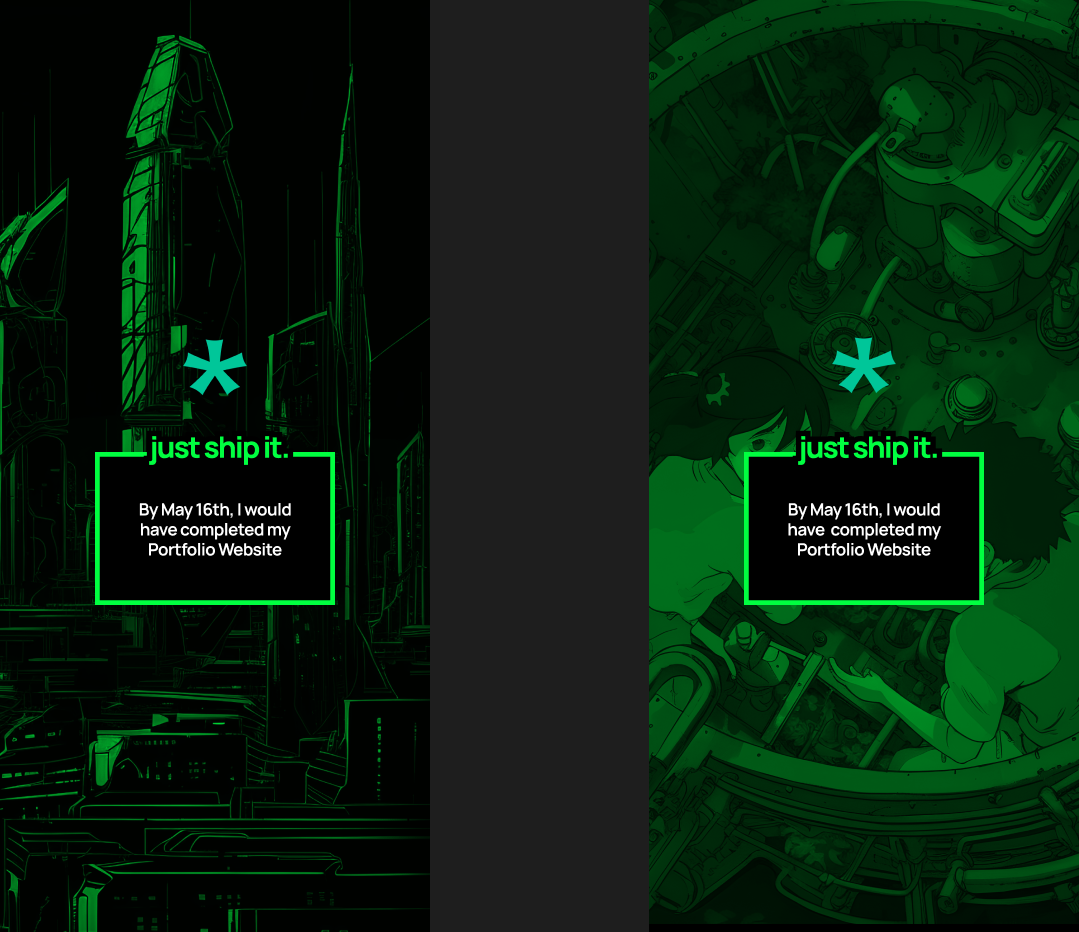 *
just ship it.
By May 16th, I would
have completed my
Portfolio Website
*
just ship it.
By May 16th, I would
have  completed my
Portfolio Website